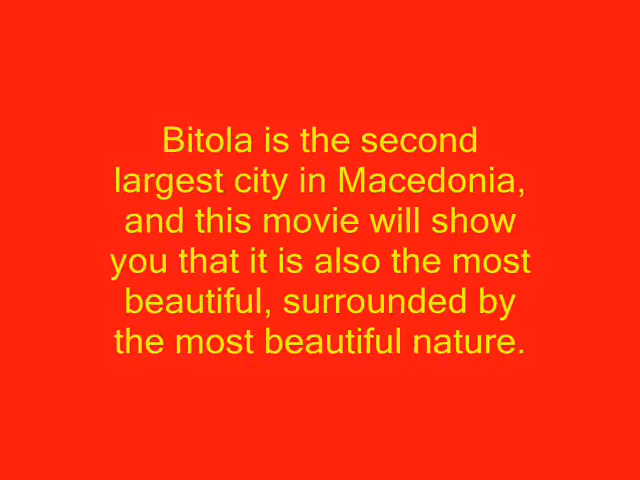 Bitola is the second
largest city in Macedonia,
and this movie will show
you that it is also the most
beautiful, surrounded by
the most beautiful nature.